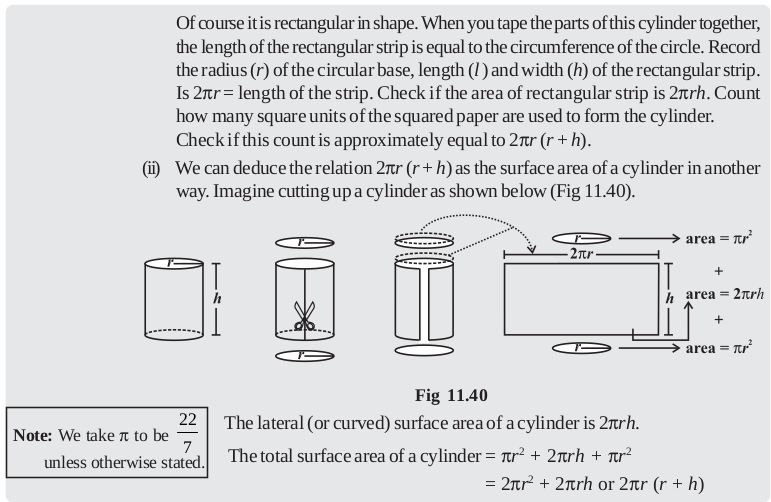 Of course it is rectangular in shape. When you tape the parts of this cylinder together,
the length of the rectangular strip is equal to the circumference of the circle. Record
the radius (r) of the circular base, length (l) and width (h) of the rectangular strip.
Is 2πr = length of the strip. Check if the area of rectangular strip is 2πrh. Count
how many square units of the squared paper are used to form the cylinder.
Check if this count is approximately equal to 2πr (r + h).
(ii) We can deduce the relation 2πr (r + h) as the surface area of a cylinder in another
way. Imagine cutting up a cylinder as shown below (Fig 11.40).
r
h
r
r
r
area = πr²
2πr
+
h
area = 2πrh
+
r
area = πr²
Fig 11.40
Note: We take π to be 22/7
unless otherwise stated.
The lateral (or curved) surface area of a cylinder is 2πrh.
The total surface area of a cylinder = πr² + 2πrh + πr²
= 2πr² + 2πrh or 2πr (r + h)